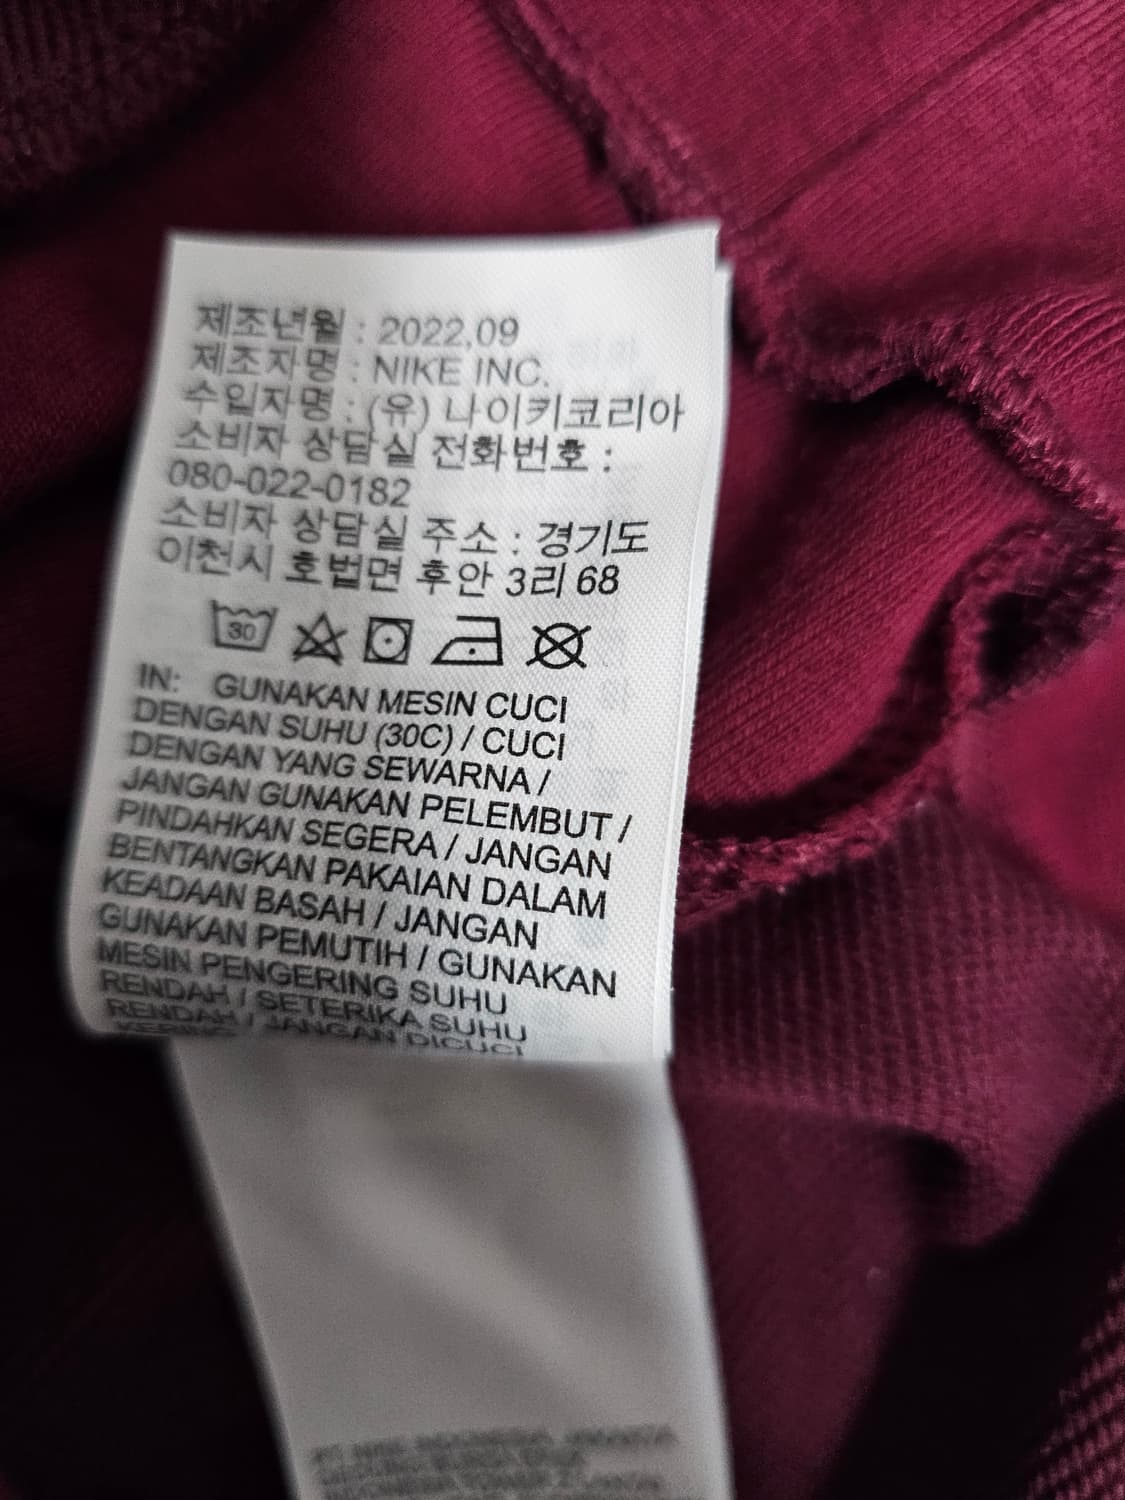 제조년월 : 2022.09
제조자명 : NIKE INC.
수입자명 : (유) 나이키코리아
소비자 상담실 전화번호 :
080-022-0182
소비자 상담실 주소 : 경기도
이천시 호법면 후안 3리 68
30
IN: GUNAKAN MESIN CUCI
DENGAN SUHU (30C) / CUCI
DENGAN YANG SEWARNA /
JANGAN GUNAKAN PELEMBUT /
PINDAHKAN SEGERA / JANGAN
BENTANGKAN PAKAIAN DALAM
KEADAAN BASAH / JANGAN
GUNAKAN PEMUTIH / GUNAKAN
MESIN PENGERING SUHU
RENDAH / SETERIKA SUHU
RENDAH / JANGAN DICUCI